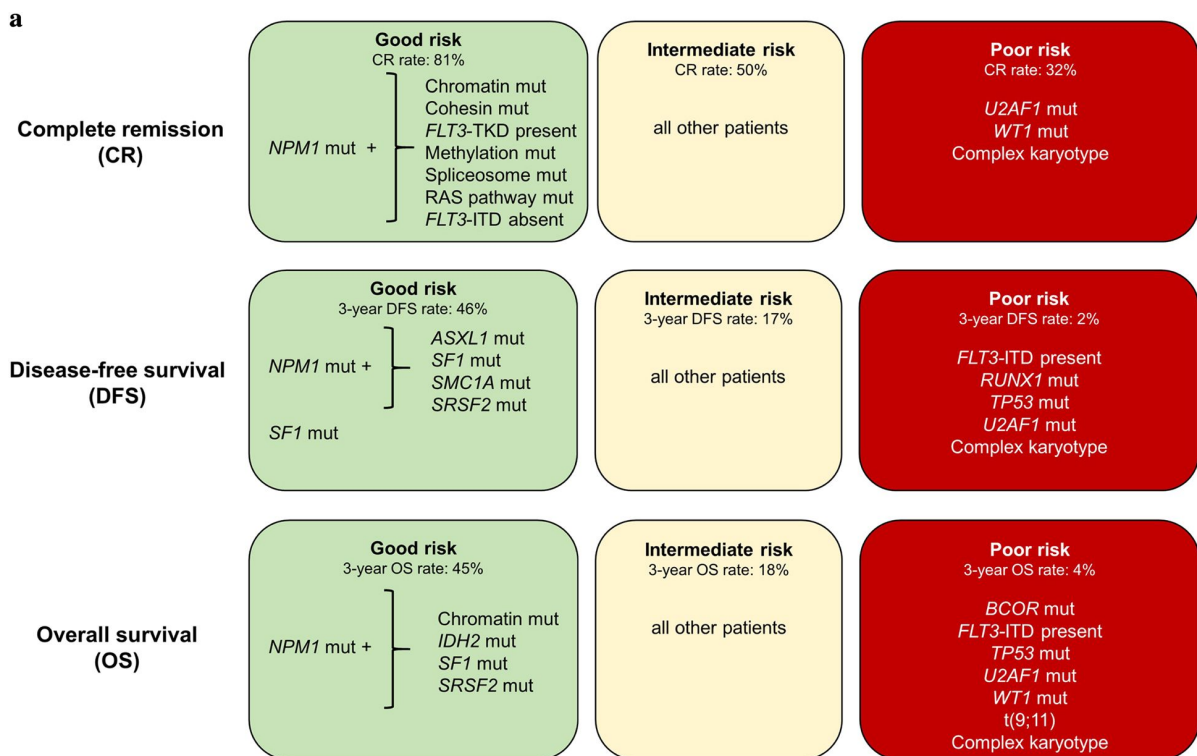 a
Complete remission
(CR)
Good risk
CR rate: 81%
NPM1 mut +
Chromatin mut
Cohesin mut
FLT3-TKD present
Methylation mut
Spliceosome mut
RAS pathway mut
FLT3-ITD absent
Intermediate risk
CR rate: 50%
all other patients
Poor risk
CR rate: 32%
U2AF1 mut
WT1 mut
Complex karyotype
Disease-free survival
(DFS)
Good risk
3-year DFS rate: 46%
NPM1 mut +
ASXL1 mut
SF1 mut
SMC1A mut
SRSF2 mut
SF1 mut
Intermediate risk
3-year DFS rate: 17%
all other patients
Poor risk
3-year DFS rate: 2%
FLT3-ITD present
RUNX1 mut
TP53 mut
U2AF1 mut
Complex karyotype
Overall survival
(OS)
Good risk
3-year OS rate: 45%
NPM1 mut +
Chromatin mut
IDH2 mut
SF1 mut
SRSF2 mut
Intermediate risk
3-year OS rate: 18%
all other patients
Poor risk
3-year OS rate: 4%
BCOR mut
FLT3-ITD present
TP53 mut
U2AF1 mut
WT1 mut
t(9;11)
Complex karyotype